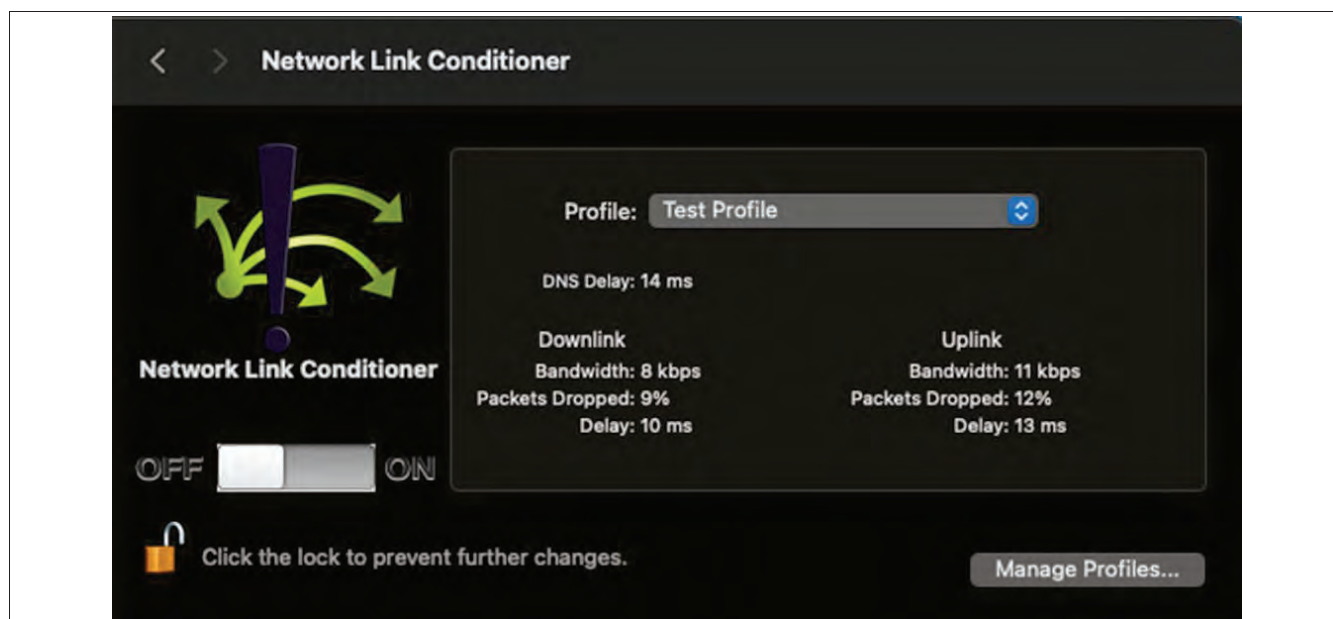 Network Link Conditioner
Network Link Conditioner
OFF ON
Profile: Test Profile
DNS Delay: 14 ms
Downlink
Bandwidth: 8 kbps
Packets Dropped: 9%
Delay: 10 ms
Uplink
Bandwidth: 11 kbps
Packets Dropped: 12%
Delay: 13 ms
Click the lock to prevent further changes.
Manage Profiles...